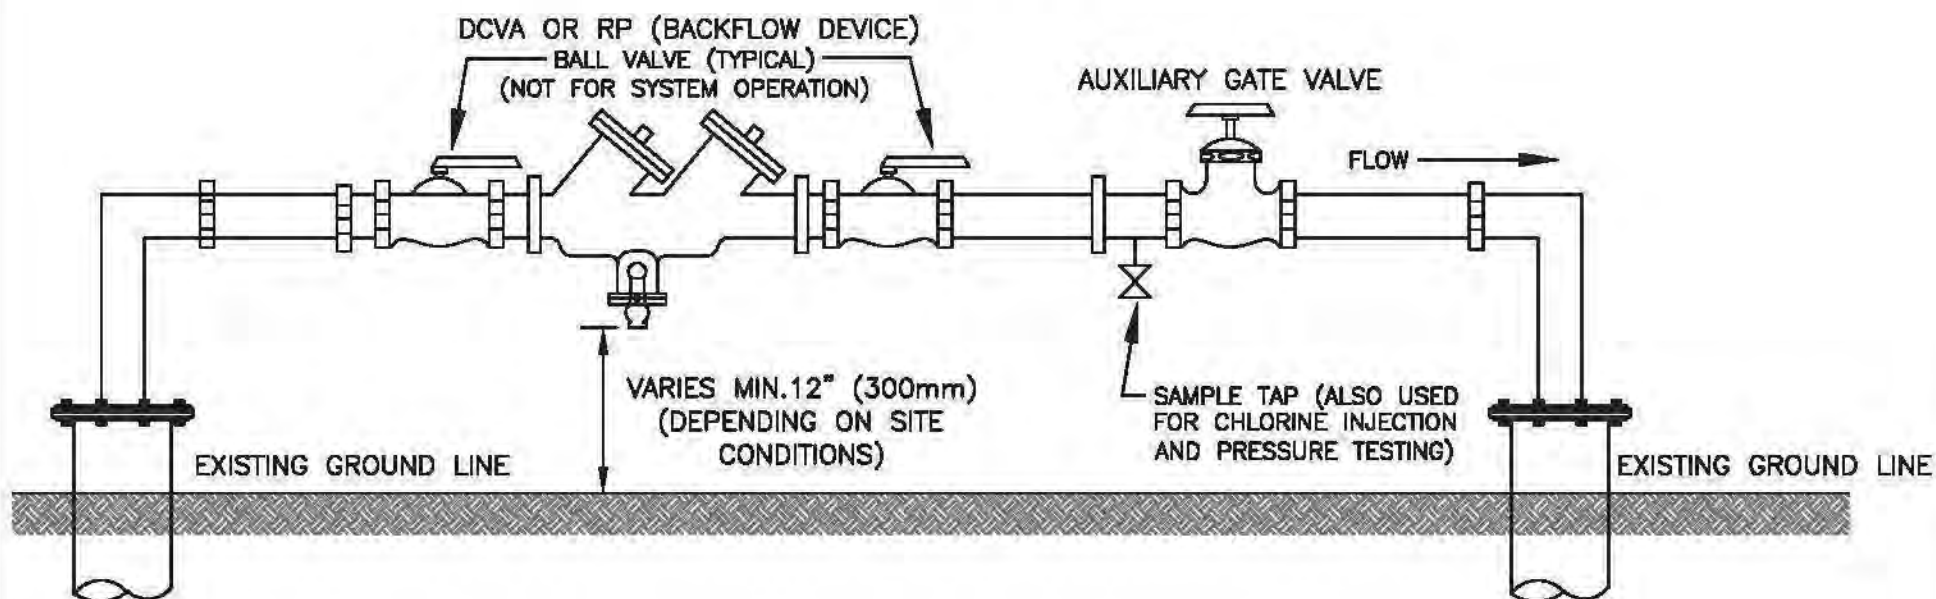 DCVA OR RP (BACKFLOW DEVICE)
BALL VALVE (TYPICAL)
(NOT FOR SYSTEM OPERATION)
AUXILIARY GATE VALVE
FLOW
VARIES MIN.12" (300mm)
(DEPENDING ON SITE
CONDITIONS)
SAMPLE TAP (ALSO USED
FOR CHLORINE INJECTION
AND PRESSURE TESTING)
EXISTING GROUND LINE
EXISTING GROUND LINE